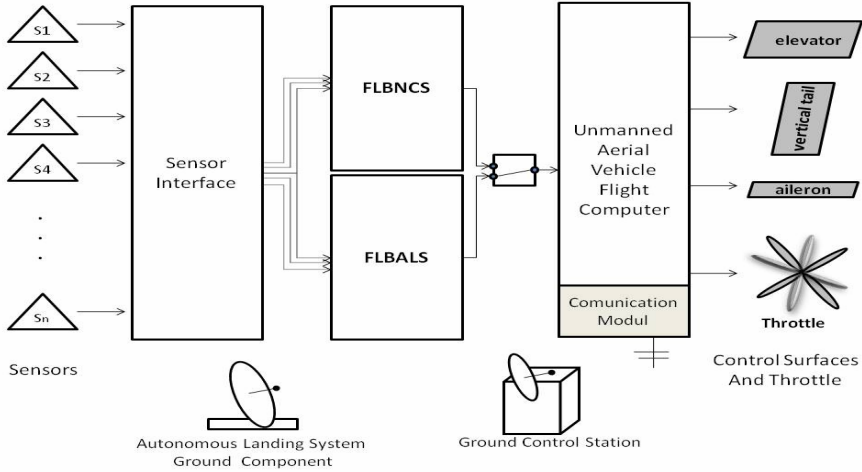 S1
S2
S3
S4
Sn
Sensors
Sensor
Interface
FLBNCS
FLBALS
Unmanned
Aerial
Vehicle
Flight
Computer
Comunication
Modul
elevator
vertical tail
aileron
Throttle
Control Surfaces
And Throttle
Autonomous Landing System
Ground Component
Ground Control Station